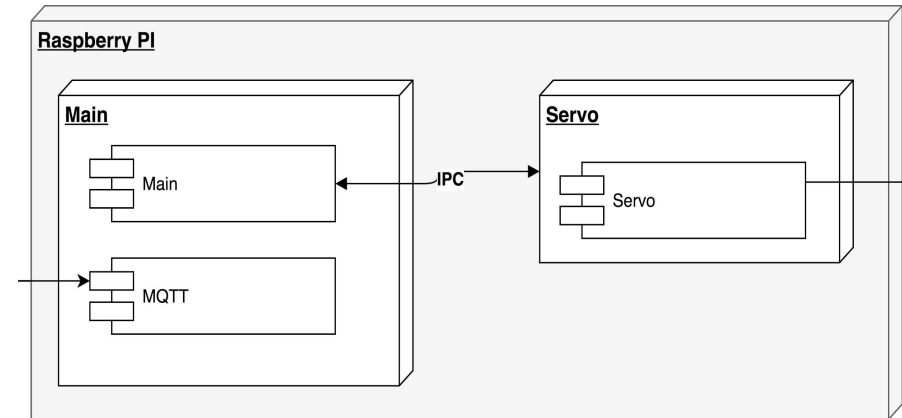 Raspberry PI
Main
Main
MQTT
IPC
Servo
Servo